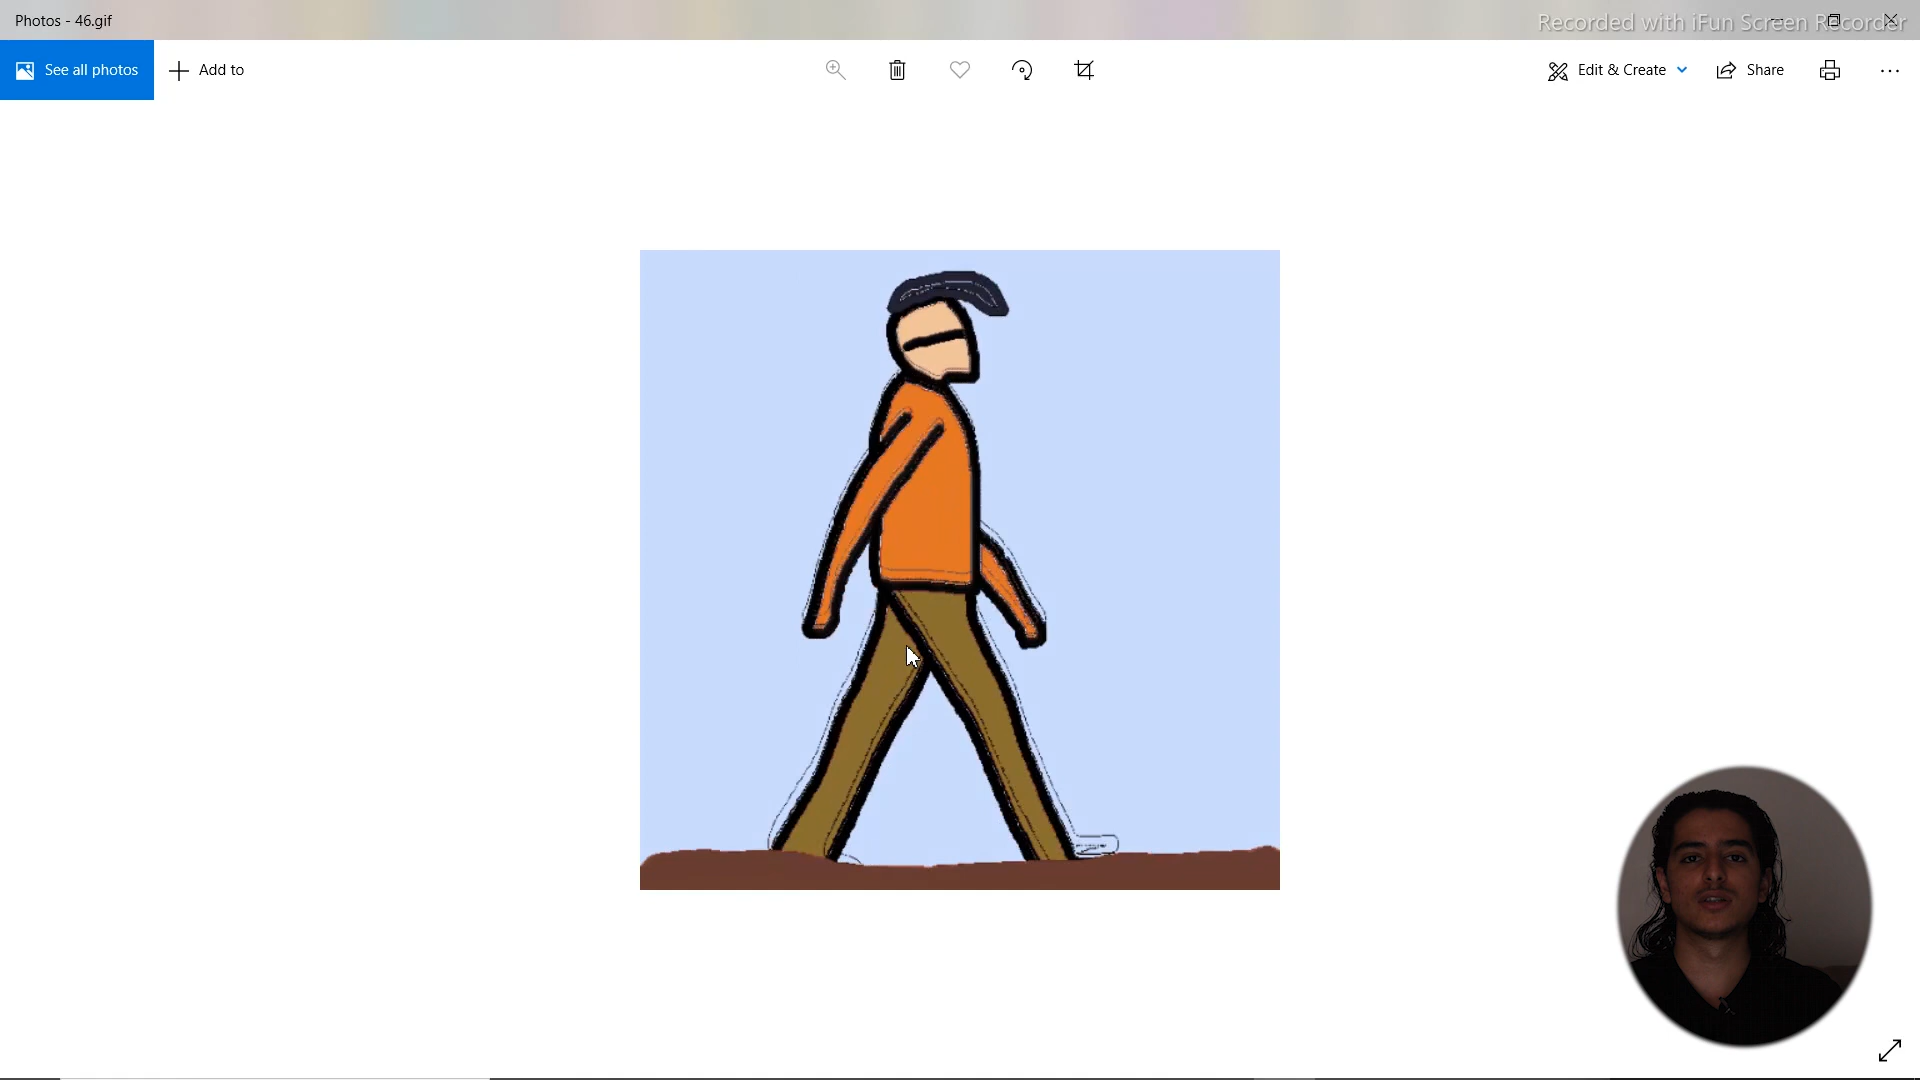 Photos - 46.gif
Recorded with iFun Screen Recorder
See all photos
Add to
Edit & Create
Share